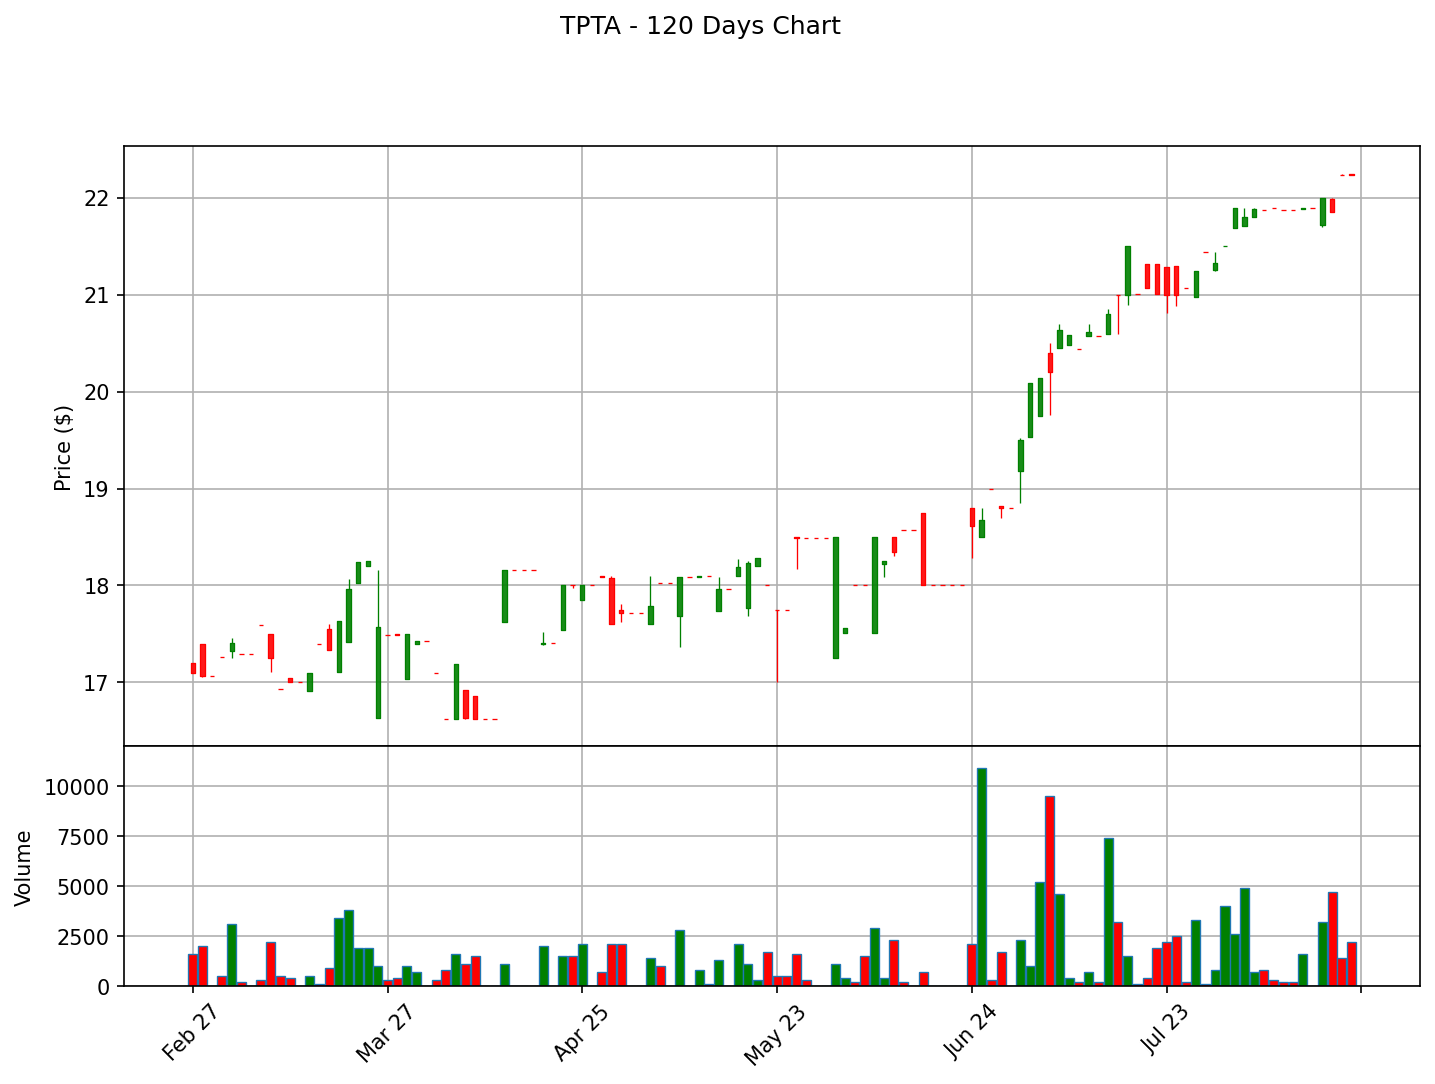 TPTA - 120 Days Chart
22
21
20
19
18
17
Price ($)
10000
7500
5000
2500
0
Volume
Feb 27
Mar 27
Apr 25
May 23
Jun 24
Jul 23